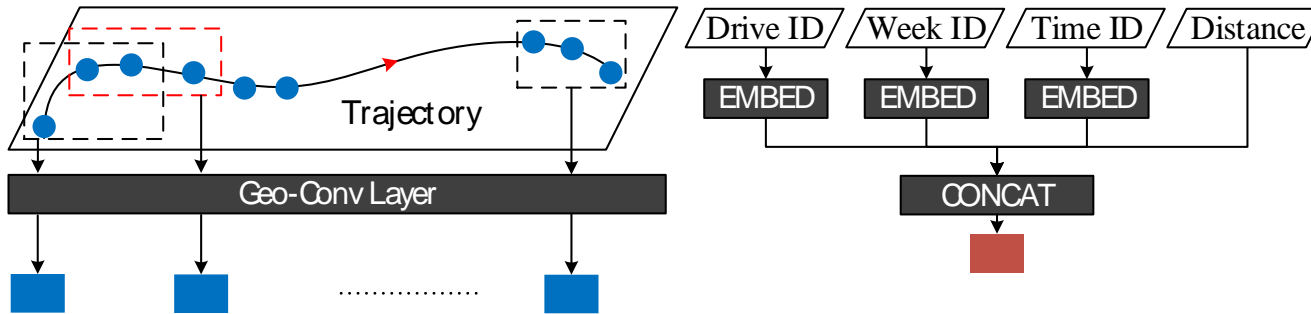 Trajectory
Geo-Conv Layer
Drive ID
Week ID
Time ID
Distance
EMBED
EMBED
EMBED
CONCAT